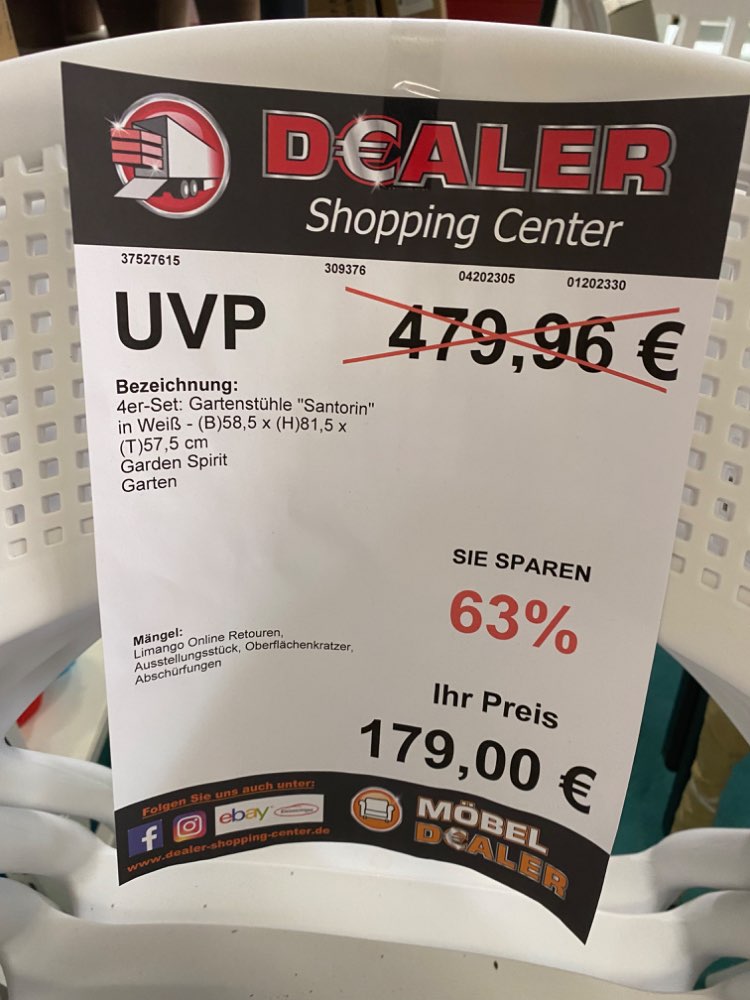 D€ALER
Shopping Center
37527615 309376 04202305 01202330
UVP 479,96 €
Bezeichnung:
4er-Set: Gartenstühle "Santorin"
in Weiß - (B)58,5 x (H)81,5 x
(T)57,5 cm
Garden Spirit
Garten
SIE SPAREN
63%
Mängel:
Limango Online Retouren,
Ausstellungsstück, Oberflächenkratzer,
Abschürfungen
Ihr Preis
179,00 €
Folgen Sie uns auch unter:
ebay
www.dealer-shopping-center.de
MÖBEL
D€ALER